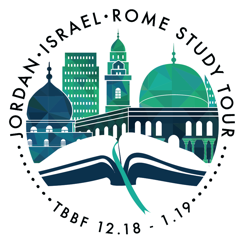 JORDAN•ISRAEL•ROME STUDY TOUR
TBBF 12.18 - 1.19